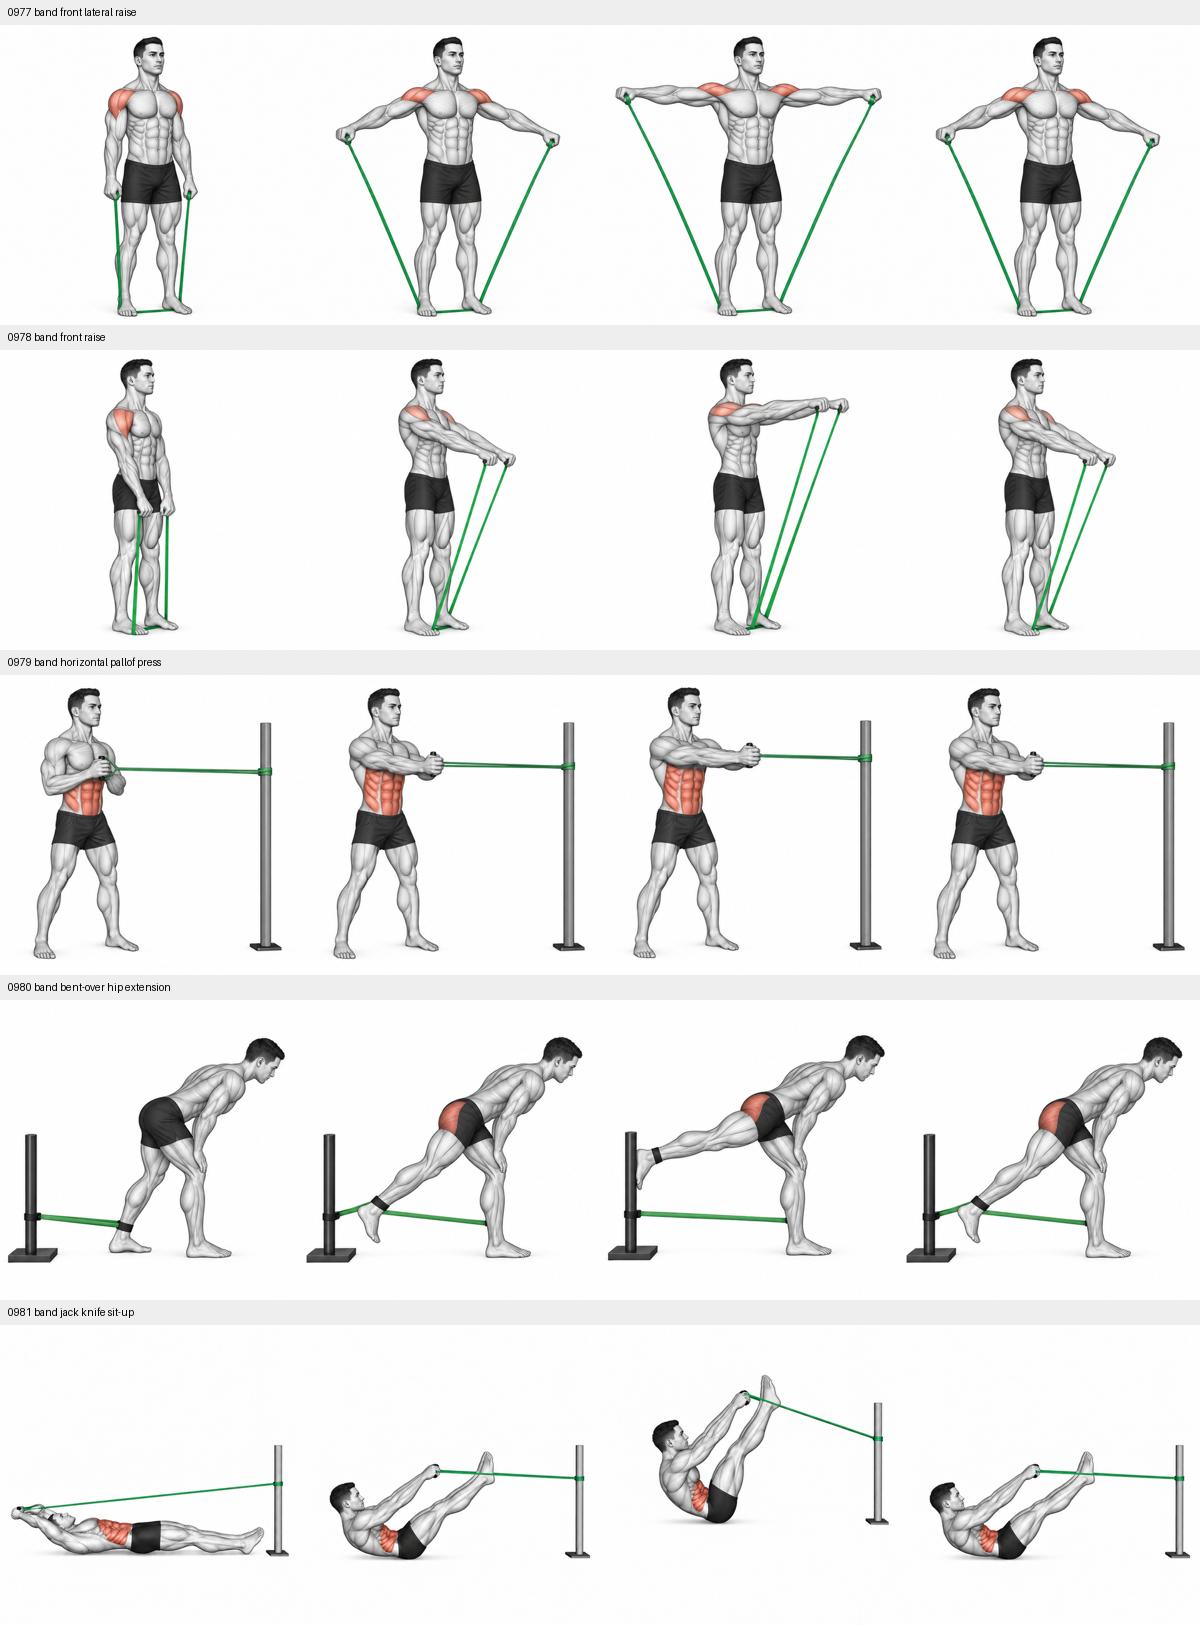 0977 band front lateral raise
0978 band front raise
0979 band horizontal pallof press
0980 band bent-over hip extension
0981 band jack knife sit-up